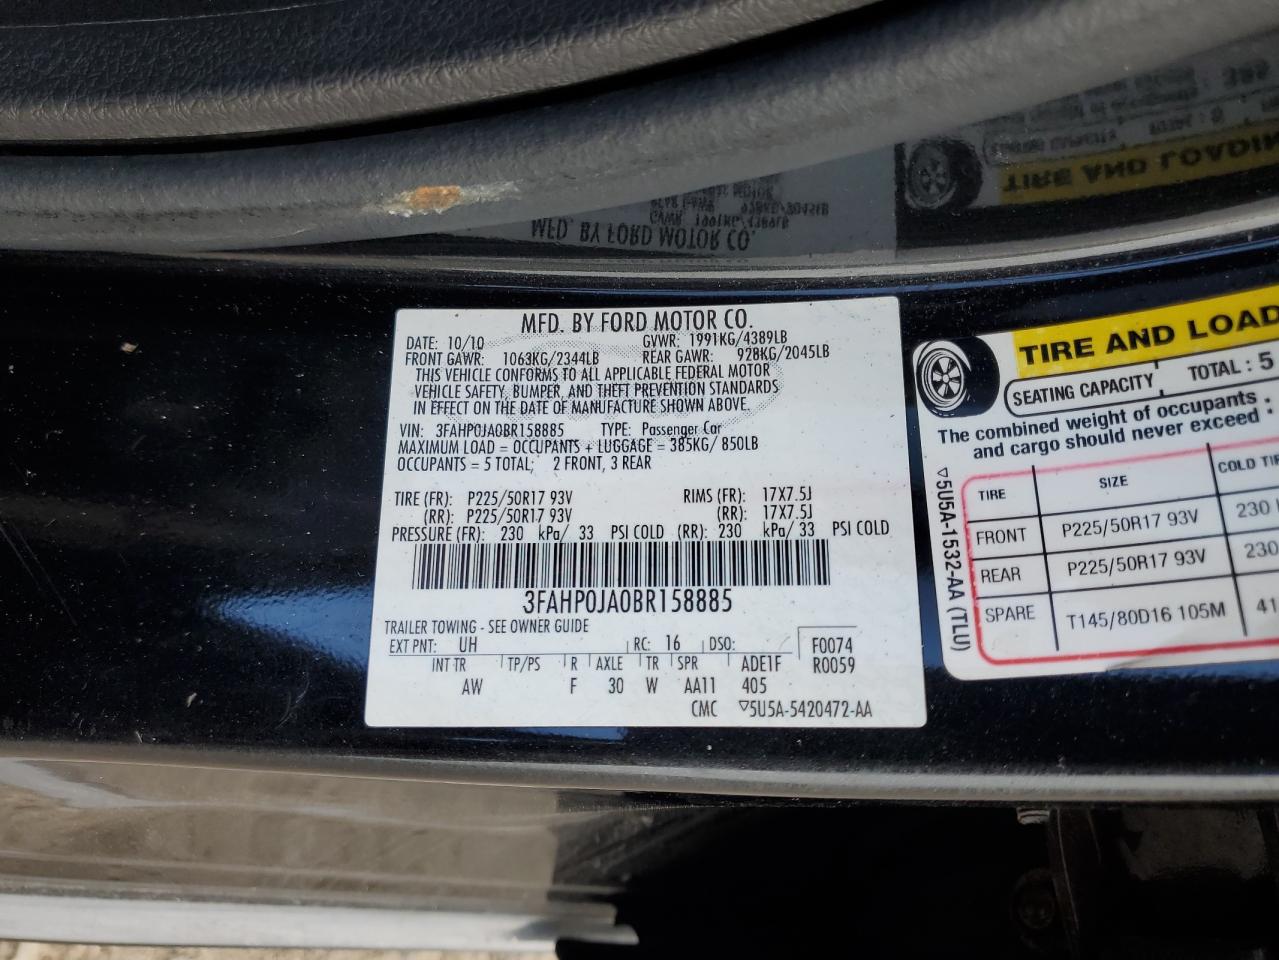 MFD. BY FORD MOTOR CO.
DATE: 10/10 GVWR: 1991KG/4389LB
FRONT GAWR: 1063KG/2344LB REAR GAWR: 928KG/2045LB
THIS VEHICLE CONFORMS TO ALL APPLICABLE FEDERAL MOTOR
VEHICLE SAFETY, BUMPER, AND THEFT PREVENTION STANDARDS
IN EFFECT ON THE DATE OF MANUFACTURE SHOWN ABOVE.
VIN: 3FAHP0JA0BR158885 TYPE: Passenger Car
MAXIMUM LOAD = OCCUPANTS + LUGGAGE = 385KG/ 850LB
OCCUPANTS = 5 TOTAL, 2 FRONT, 3 REAR
TIRE (FR): P225/50R17 93V RIMS (FR): 17X7.5J
(RR): P225/50R17 93V (RR): 17X7.5J
PRESSURE (FR): 230 kPa/ 33 PSI COLD (RR): 230 kPa/ 33 PSI COLD
3FAHP0JA0BR158885
TRAILER TOWING - SEE OWNER GUIDE
EXT PNT: UH RC: 16 DSO: F0074
INT TR TP/PS R AXLE TR SPR ADE1F R0059
AW F 30 W AA11 405
CMC ▽5U5A-5420472-AA
TIRE AND LOAD
SEATING CAPACITY TOTAL : 5
The combined weight of occupants
and cargo should never exceed :
TIRE SIZE COLD TIR
FRONT P225/50R17 93V 230
REAR P225/50R17 93V 230
SPARE T145/80D16 105M 41
▽5U5A-1532-AA (TLU)
MFD. BY FORD MOTOR CO.
TIRE AND LOADIN